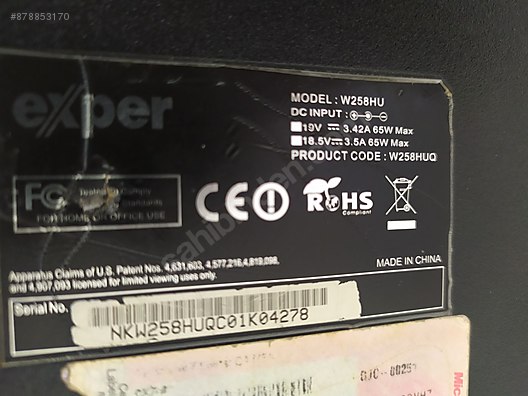 #878853170
exper
MODEL : W258HU
DC INPUT :
19V 3.42A 65W Max
18.5V 3.5A 65W Max
PRODUCT CODE : W258HUQ
FC
FOR HOME OR OFFICE USE
CE
RoHS
Compliant
Apparatus Claims of U.S. Patent Nos. 4,631,603, 4,577,216,4,819,098,
and 4,907,093 licensed for limited viewing uses only.
MADE IN CHINA
Serial No.
NKW258HUQC01K04278